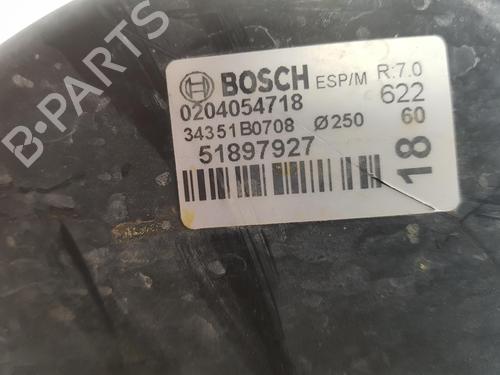 BOSCH ESP/M R:7.0
0204054718 622
34351B0708 Ø250 60
51897927
18
B-PARTS